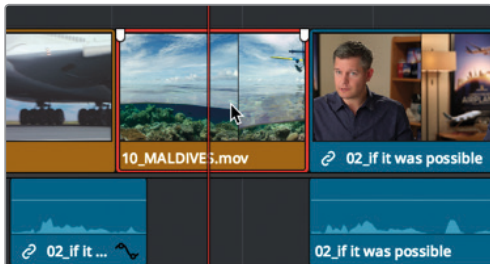 10_MALDIVES.mov
02_if it was possible
02_if it ...
02_if it was possible